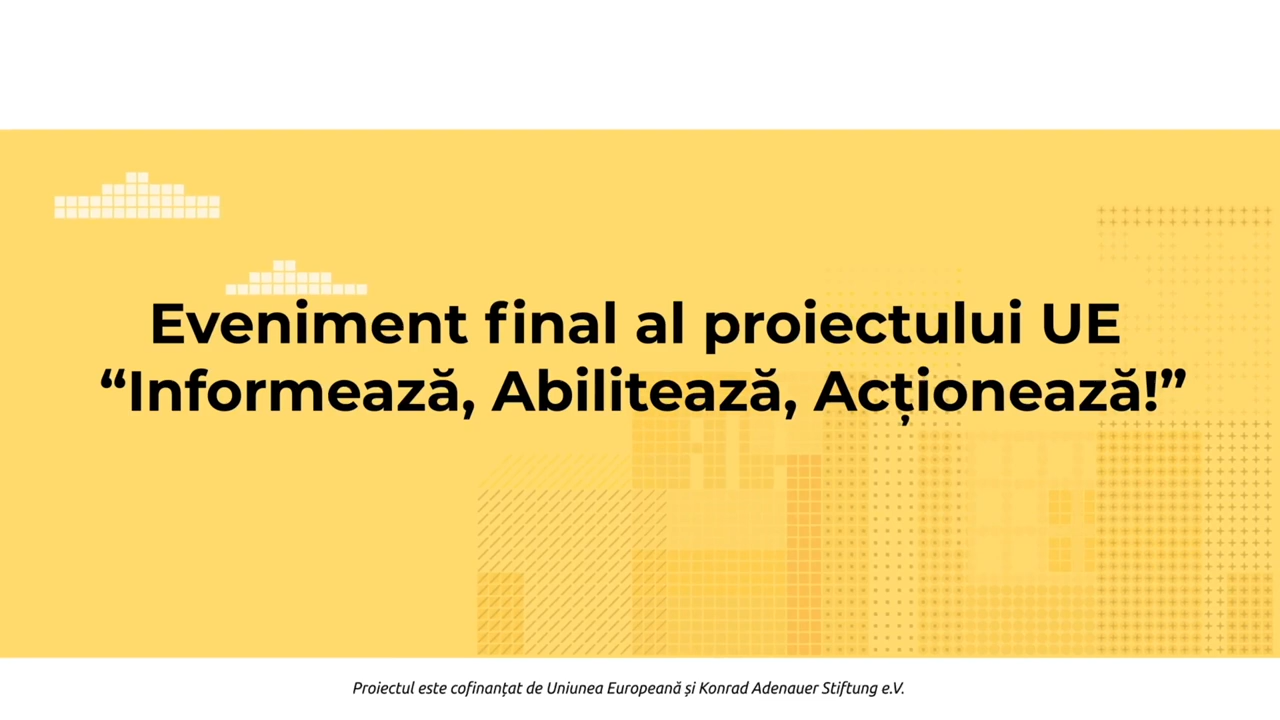 Eveniment final al proiectului UE
“Informează, Abilitează, Acționează!”
Proiectul este cofinanțat de Uniunea Europeană și Konrad Adenauer Stiftung e.V.